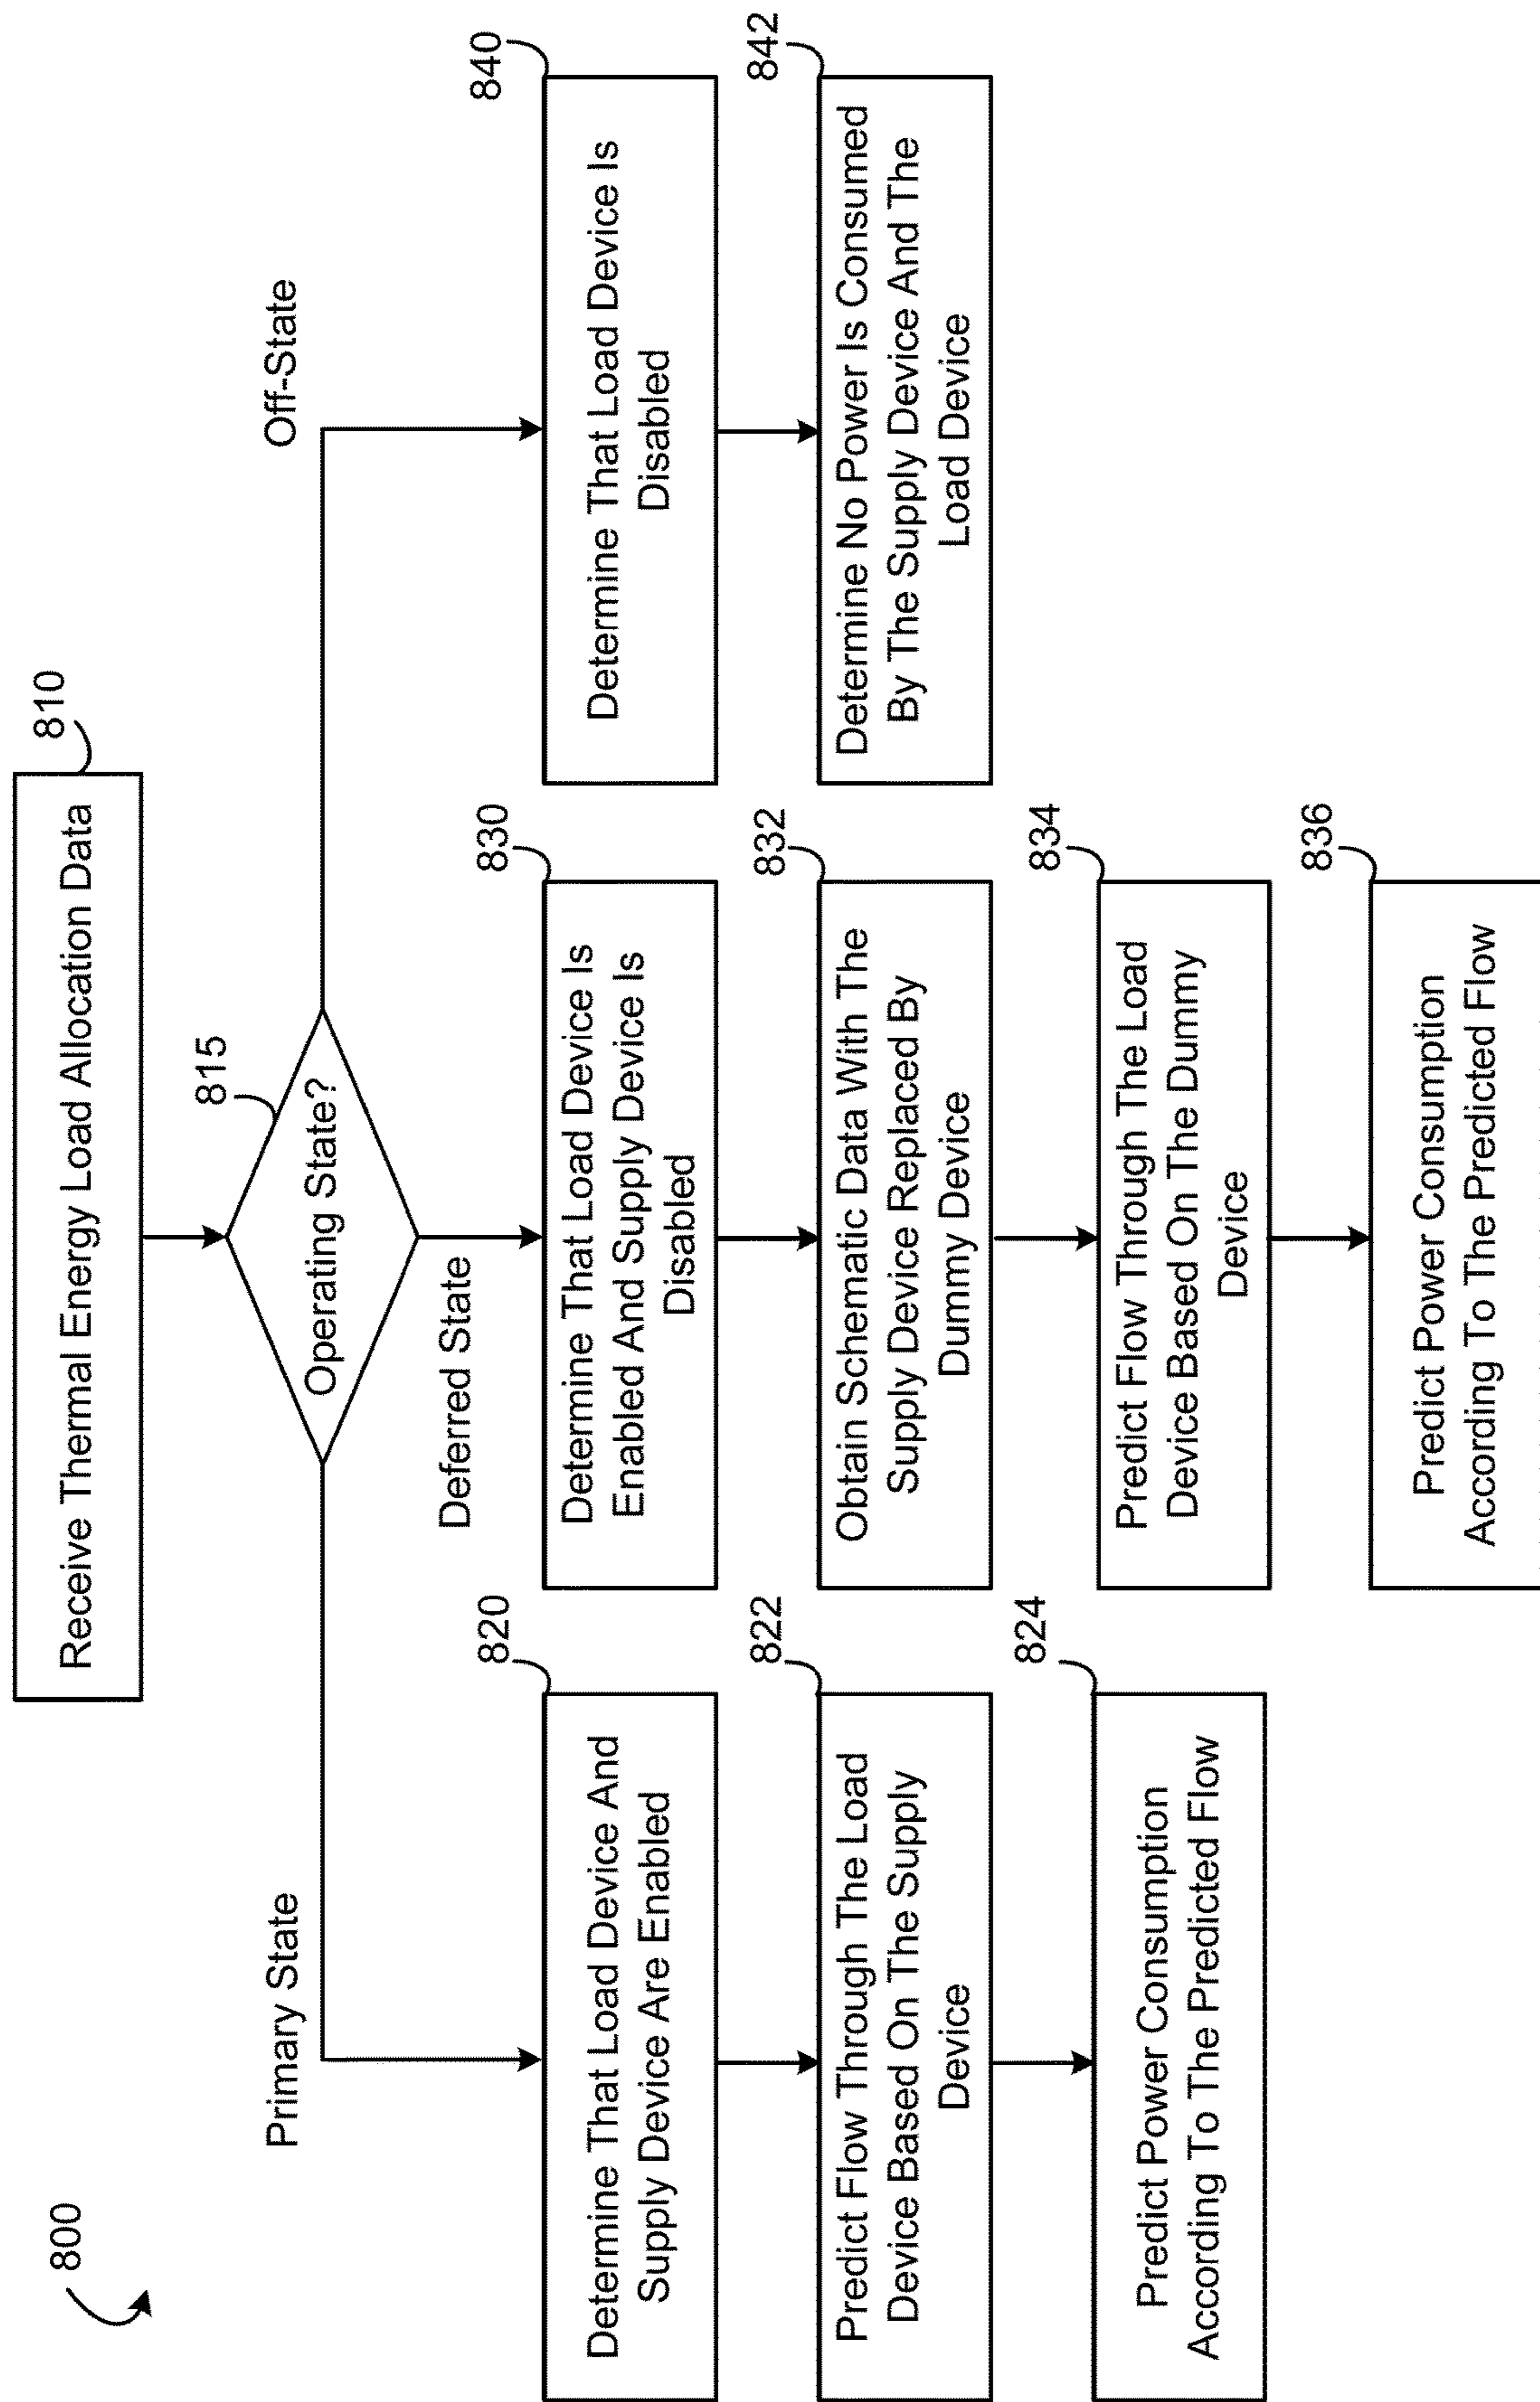 800
Receive Thermal Energy Load Allocation Data
810
Operating State?
815
Primary State
Deferred State
Off-State
Determine That Load Device And
Supply Device Are Enabled
820
Predict Flow Through The Load
Device Based On The Supply
Device
822
Predict Power Consumption
According To The Predicted Flow
824
Determine That Load Device Is
Enabled And Supply Device Is
Disabled
830
Obtain Schematic Data With The
Supply Device Replaced By
Dummy Device
832
Predict Flow Through The Load
Device Based On The Dummy
Device
834
Predict Power Consumption
According To The Predicted Flow
836
Determine That Load Device Is
Disabled
840
Determine No Power Is Consumed
By The Supply Device And The
Load Device
842